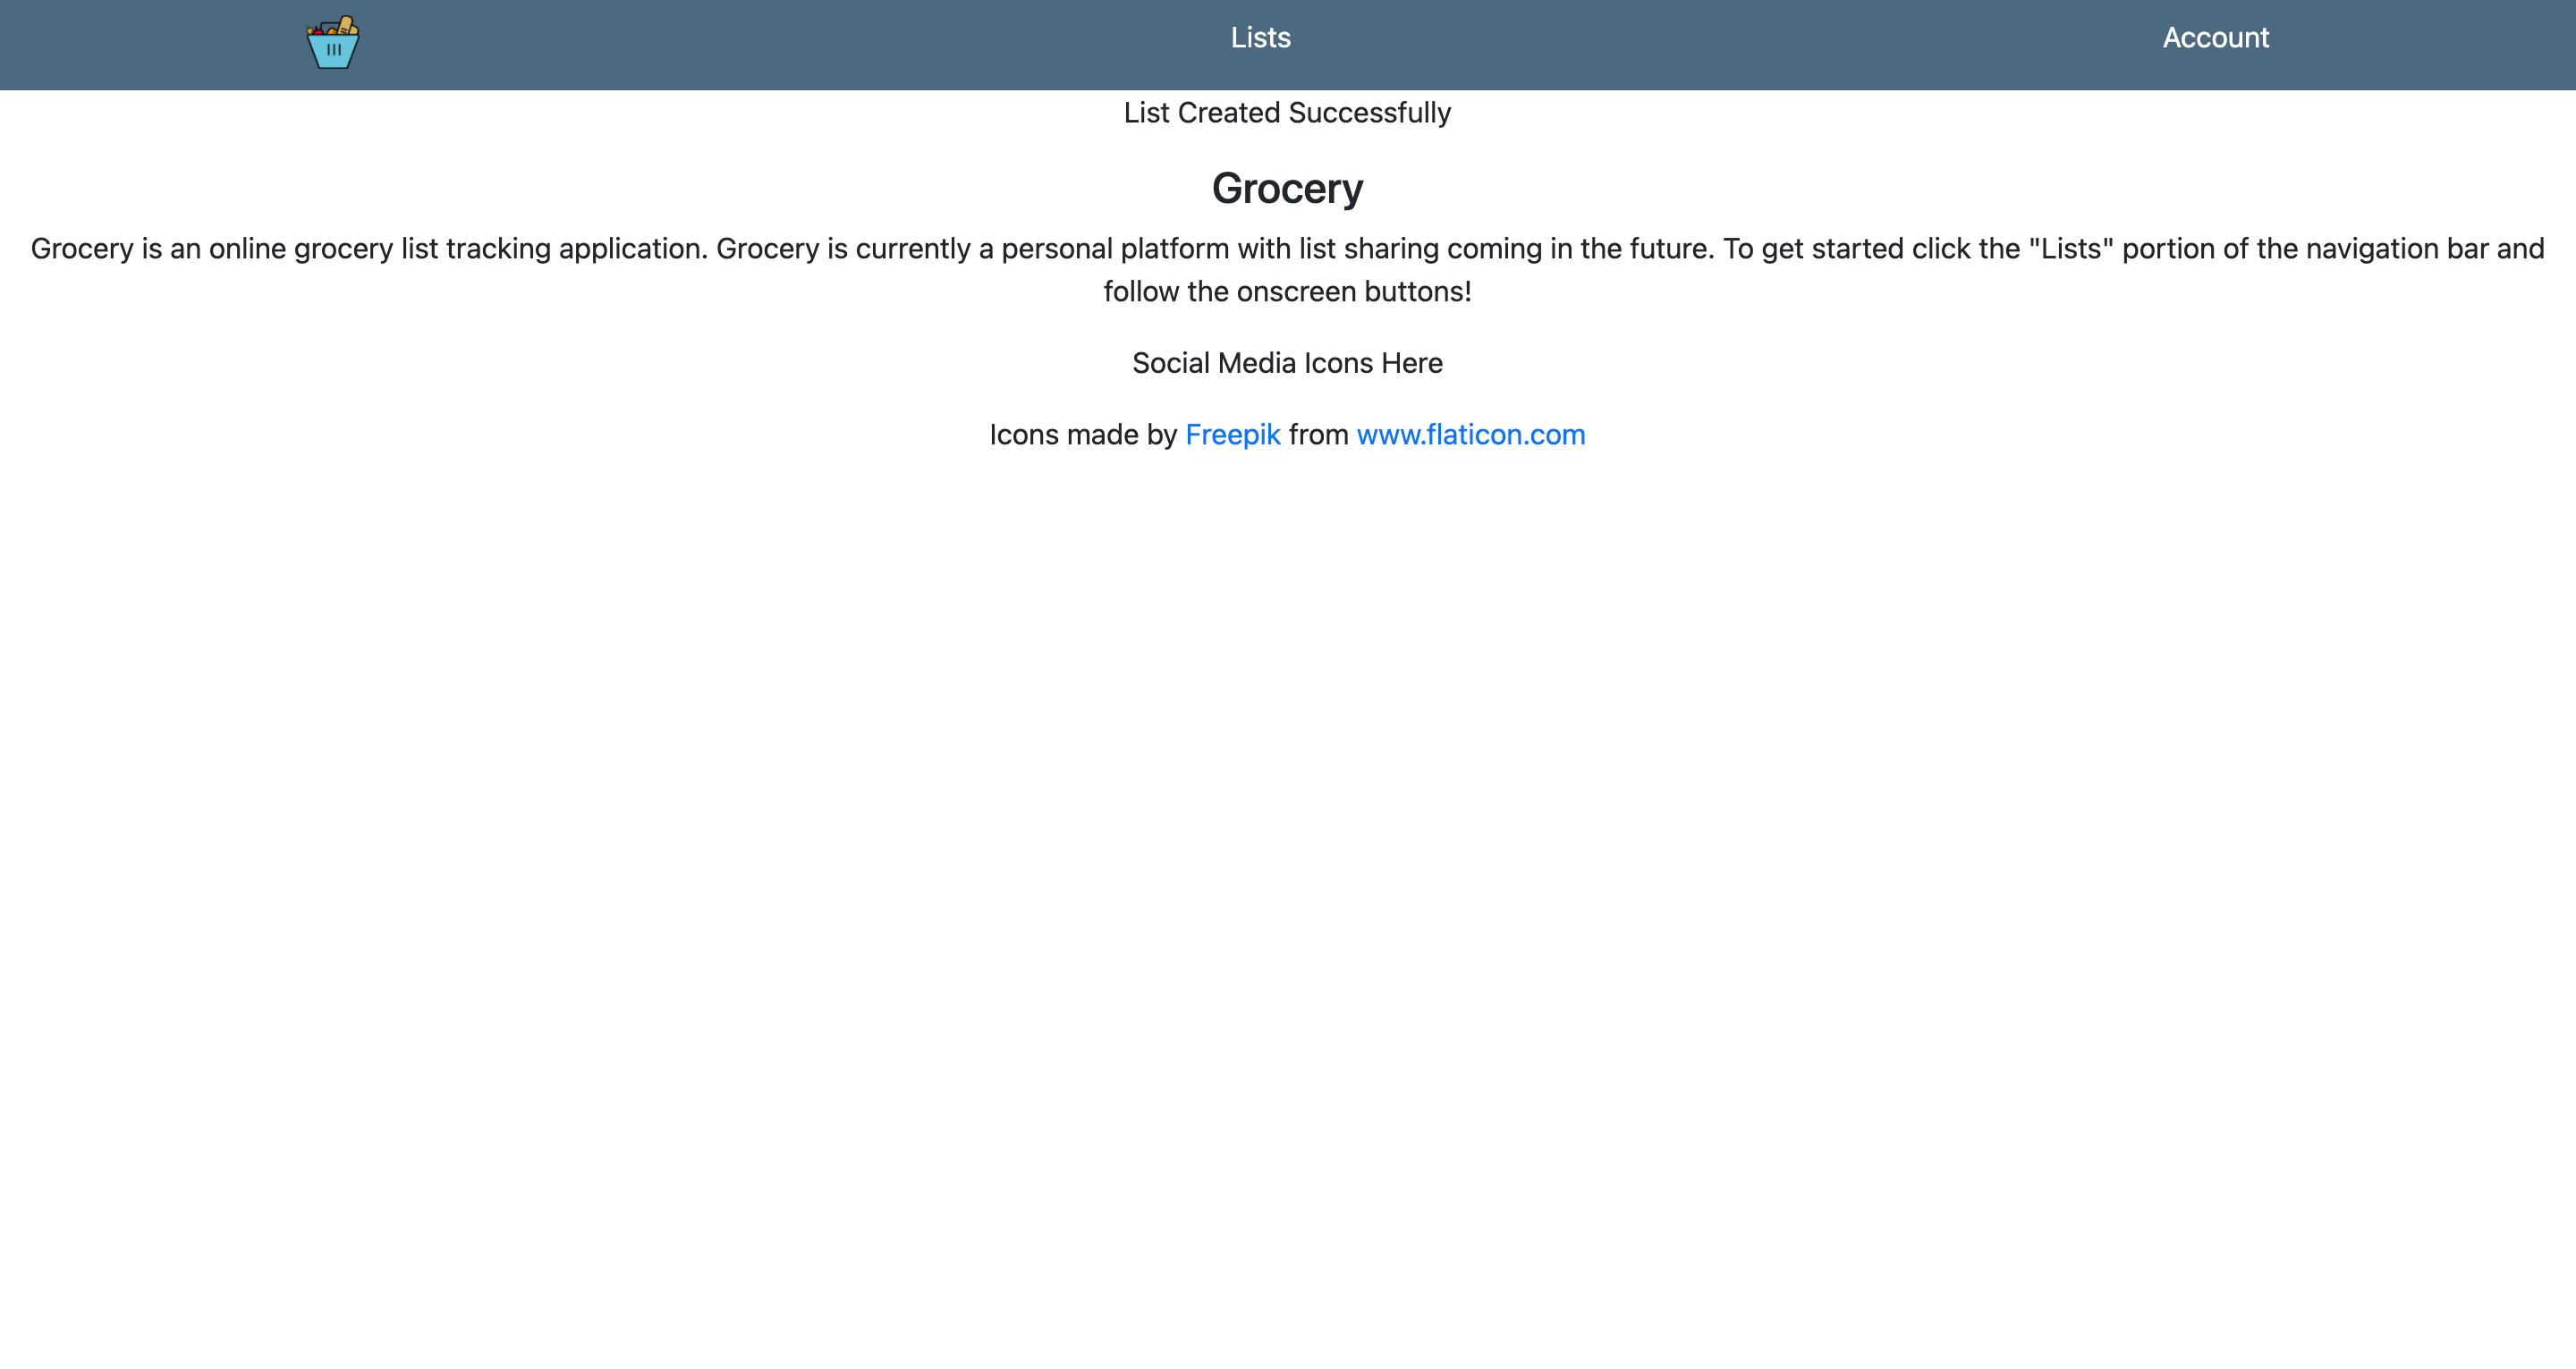 Lists
Account
List Created Successfully
Grocery
Grocery is an online grocery list tracking application. Grocery is currently a personal platform with list sharing coming in the future. To get started click the "Lists" portion of the navigation bar and
follow the onscreen buttons!
Social Media Icons Here
Icons made by Freepik from www.flaticon.com